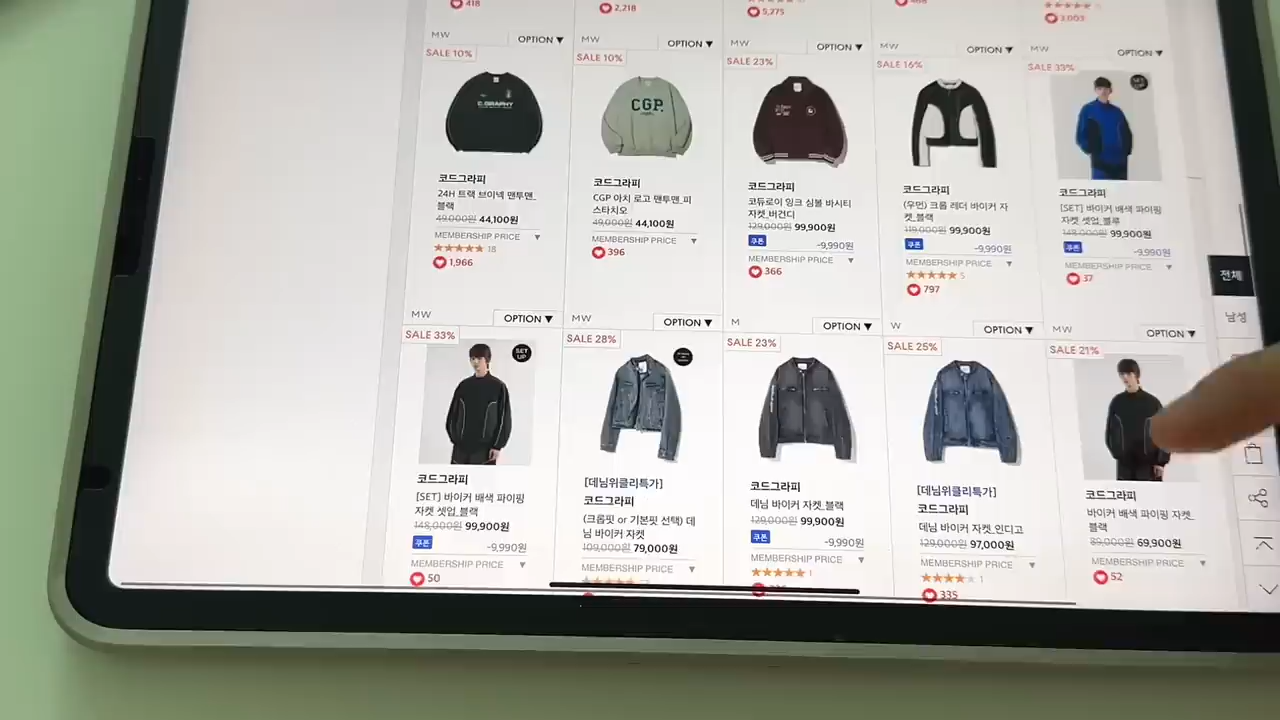 418
2,218
5,275
3,003
MW
OPTION ▼
SALE 10%
C.GRAPHY
코드그라피
24H 트랙 브이넥 맨투맨_
블랙
49,000원 44,100원
MEMBERSHIP PRICE ▼
18
1,966
MW
OPTION ▼
SALE 10%
CGP.
코드그라피
CGP 아치 로고 맨투맨_피
스타치오
49,000원 44,100원
MEMBERSHIP PRICE ▼
396
MW
OPTION ▼
SALE 23%
코드그라피
코듀로이 잉크 심볼 바시티
자켓_버건디
129,000원 99,900원
쿠폰
-9,990원
MEMBERSHIP PRICE ▼
366
MW
OPTION ▼
SALE 16%
코드그라피
(우먼) 크롭 레더 바이커 자
켓_블랙
119,000원 99,900원
쿠폰
-9,990원
MEMBERSHIP PRICE ▼
5
797
MW
OPTION ▼
SALE 33%
SET UP
코드그라피
[SET] 바이커 배색 파이핑
자켓 셋업_블루
148,000원 99,900원
쿠폰
-9,990원
MEMBERSHIP PRICE ▼
37
전체
남성
MW
OPTION ▼
SALE 33%
SET UP
코드그라피
[SET] 바이커 배색 파이핑
자켓 셋업_블랙
148,000원 99,900원
쿠폰
-9,990원
MEMBERSHIP PRICE ▼
50
MW
OPTION ▼
SALE 28%
[데님위클리특가]
코드그라피
(크롭핏 or 기본핏 선택) 데
님 바이커 자켓
109,000원 79,000원
MEMBERSHIP PRICE ▼
M
OPTION ▼
SALE 23%
코드그라피
데님 바이커 자켓_블랙
129,000원 99,900원
쿠폰
-9,990원
MEMBERSHIP PRICE ▼
1
W
OPTION ▼
SALE 25%
[데님위클리특가]
코드그라피
데님 바이커 자켓_인디고
129,000원 97,000원
MEMBERSHIP PRICE ▼
1
335
MW
OPTION ▼
SALE 21%
코드그라피
바이커 배색 파이핑 자켓_
블랙
89,000원 69,900원
MEMBERSHIP PRICE ▼
52